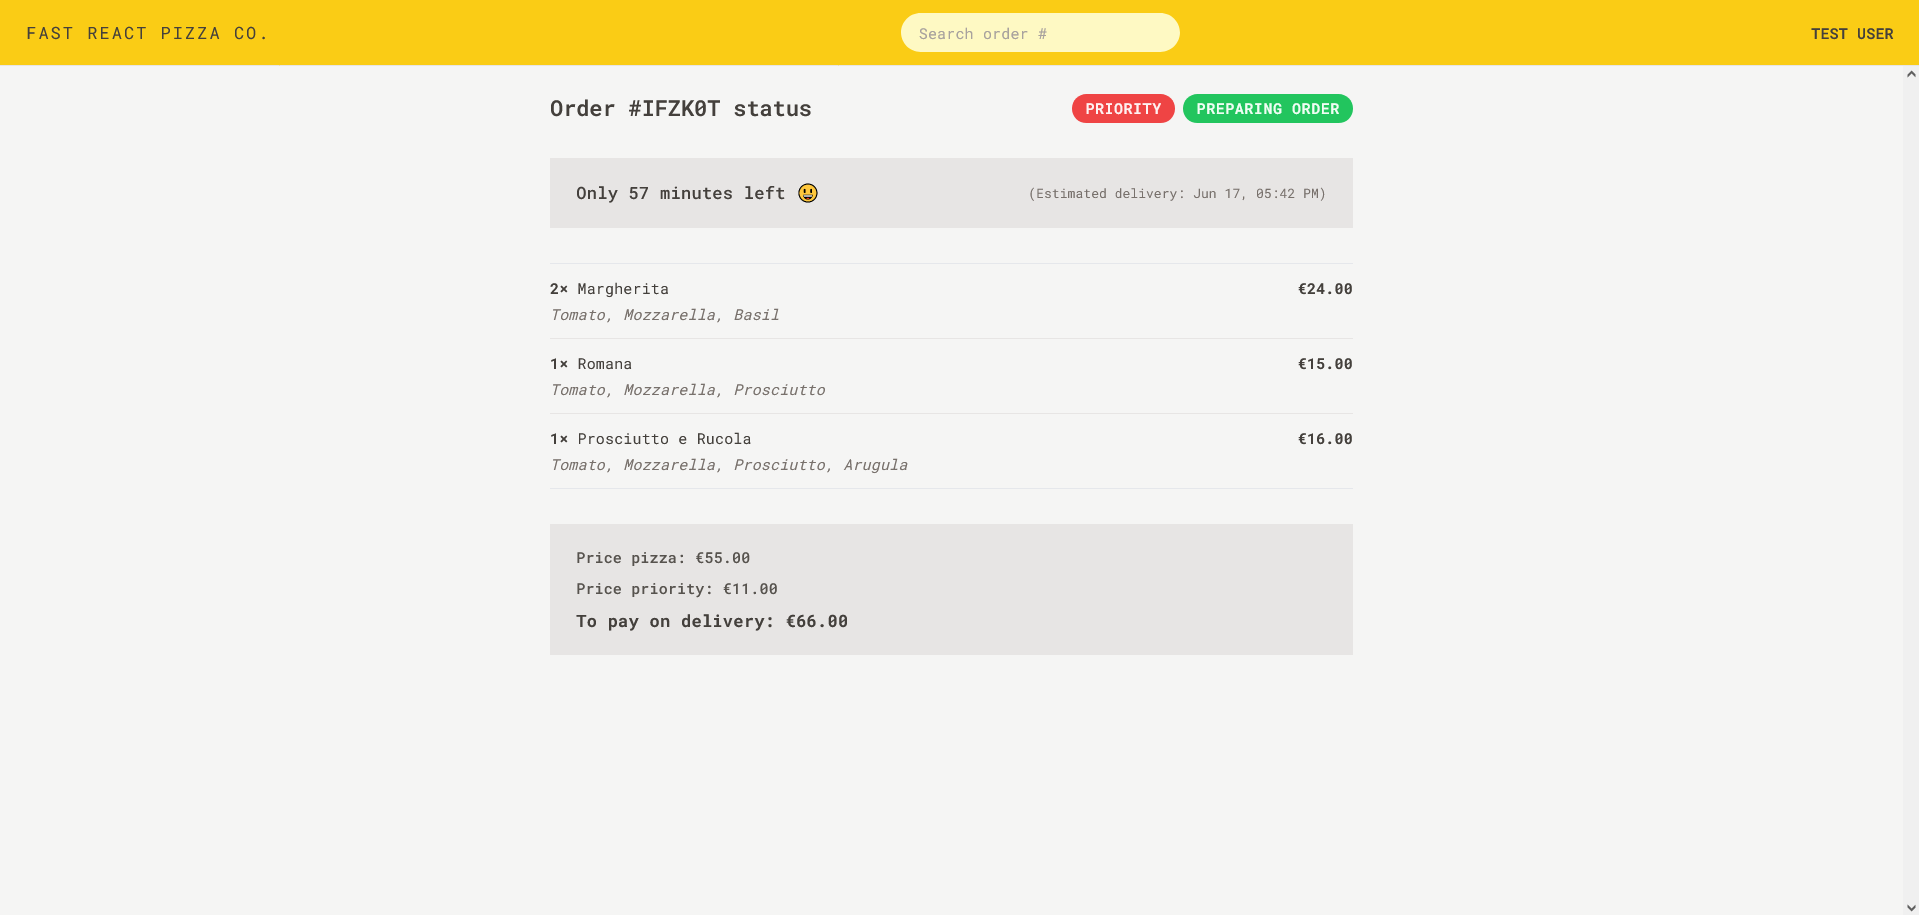 FAST REACT PIZZA CO.
Search order #
TEST USER
Order #IFZK0T status
PRIORITY
PREPARING ORDER
Only 57 minutes left 😃
(Estimated delivery: Jun 17, 05:42 PM)
2× Margherita
€24.00
Tomato, Mozzarella, Basil
1× Romana
€15.00
Tomato, Mozzarella, Prosciutto
1× Prosciutto e Rucola
€16.00
Tomato, Mozzarella, Prosciutto, Arugula
Price pizza: €55.00
Price priority: €11.00
To pay on delivery: €66.00